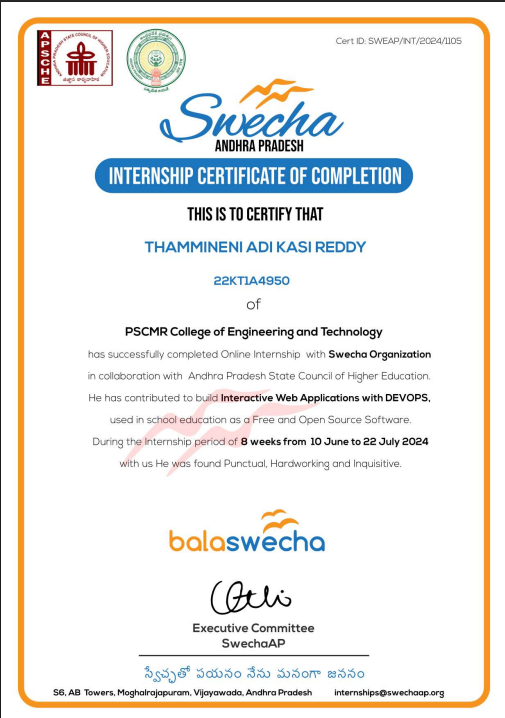 Cert ID: SWEAP/INT/2024/1105
APSCHE
ANDHRA PRADESH STATE COUNCIL OF HIGHER EDUCATION
Swecha
ANDHRA PRADESH
INTERNSHIP CERTIFICATE OF COMPLETION
THIS IS TO CERTIFY THAT
THAMMINENI ADI KASI REDDY
22KT1A4950
of
PSCMR College of Engineering and Technology
has successfully completed Online Internship with Swecha Organization
in collaboration with Andhra Pradesh State Council of Higher Education.
He has contributed to build Interactive Web Applications with DEVOPS,
used in school education as a Free and Open Source Software.
During the Internship period of 8 weeks from 10 June to 22 July 2024
with us He was found Punctual, Hardworking and Inquisitive.
balaswecha
Executive Committee
SwechaAP
స్వేచ్ఛతో పయనం నేను మనంగా జననం
S6, AB Towers, Moghalrajapuram, Vijayawada, Andhra Pradesh internships@swechaap.org